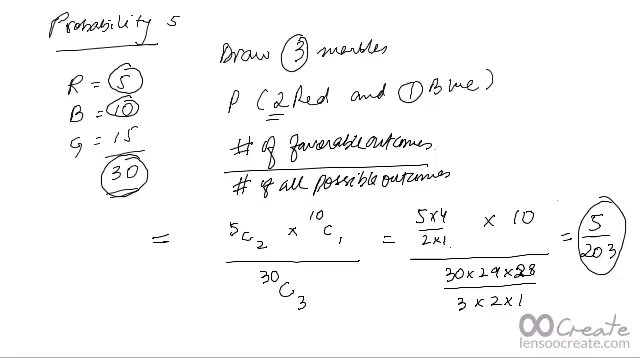 Probability 5
Draw 3 marbles
R = 5
B = 10
G = 15
30
P (2 Red and 1 Blue)
# of favorable outcomes
# of all possible outcomes
= ⁵C₂ × ¹⁰C₁ / ³⁰C₃ = 5×4 / 2×1 × 10 / 30×29×28 / 3×2×1 = 5/203
Create
lensoocreate.com